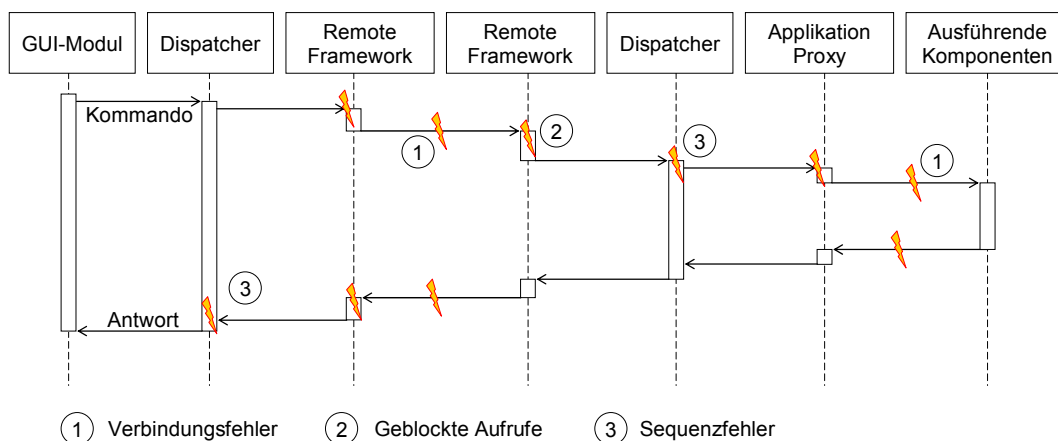 GUI-Modul
Dispatcher
Remote
Framework
Remote
Framework
Dispatcher
Applikation
Proxy
Ausführende
Komponenten
Kommando
1
2
3
1
3
Antwort
1 Verbindungsfehler
2 Geblockte Aufrufe
3 Sequenzfehler